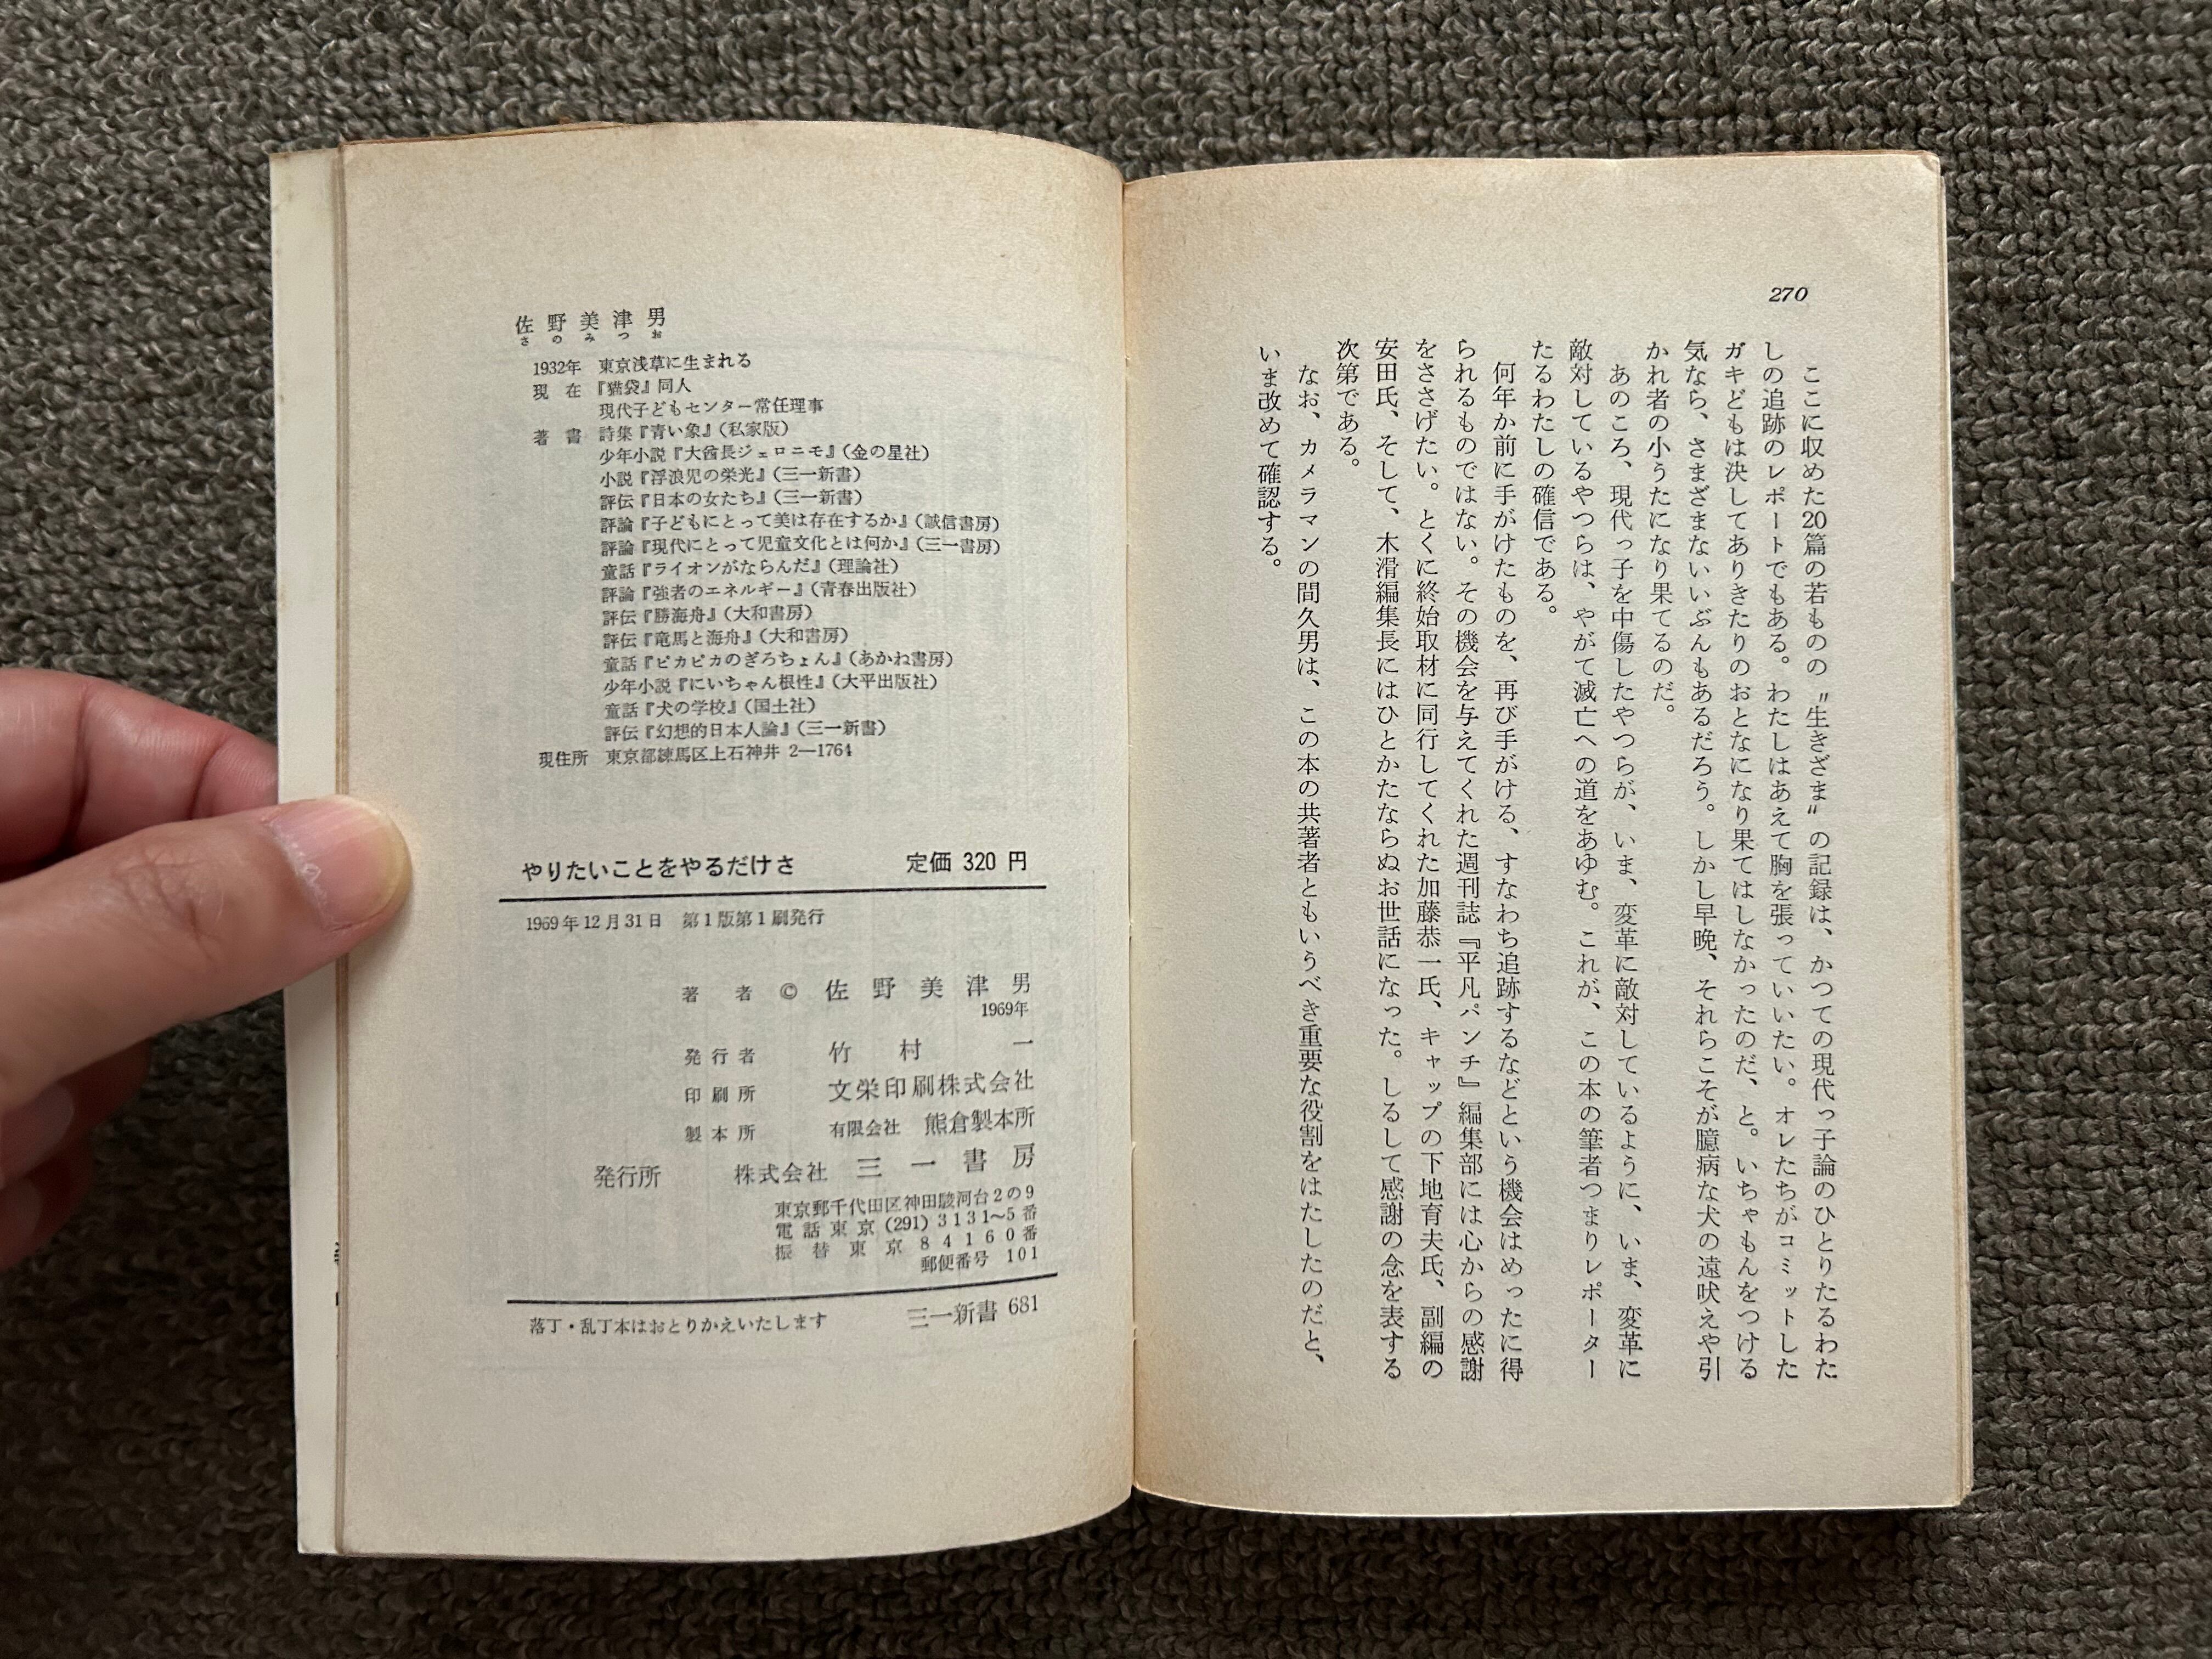 270
ここに収めた20篇の若ものの〝生きざま〟の記録は、かつての現代っ子論のひとりたるわた
しの追跡のレポートでもある。わたしはあえて胸を張っていいたい。オレたちがコミットした
ガキどもは決してありきたりのおとなになり果てはしなかったのだ、と。いちゃもんをつける
気なら、さまざまないいぶんもあるだろう。しかし早晩、それらこそが臆病な犬の遠吠えや引
かれ者の小うたになり果てるのだ。
あのころ、現代っ子を中傷したやつらが、いま、変革に敵対しているように、いま、変革に
敵対しているやつらは、やがて滅亡への道をあゆむ。これが、この本の筆者つまりレポーター
たるわたしの確信である。
何年か前に手がけたものを、再び手がける、すなわち追跡するなどという機会はめったに得
られるものではない。その機会を与えてくれた週刊誌『平凡パンチ』編集部には心からの感謝
をささげたい。とくに終始取材に同行してくれた加藤恭一氏、キャップの下地育夫氏、副編の
安田氏、そして、木滑編集長にはひとかたならぬお世話になった。しるして感謝の念を表する
次第である。
なお、カメラマンの間久男は、この本の共著者ともいうべき重要な役割をはたしたのだと、
いま改めて確認する。
佐野美津男
さのみつお
1932年 東京浅草に生まれる
現在 『猫袋』同人
現代子どもセンター常任理事
著書 詩集『青い象』(私家版)
少年小説『大酋長ジェロニモ』(金の星社)
小説『浮浪児の栄光』(三一新書)
評伝『日本の女たち』(三一新書)
評論『子どもにとって美は存在するか』(誠信書房)
評論『現代にとって児童文化とは何か』(三一書房)
童話『ライオンがならんだ』(理論社)
評論『強者のエネルギー』(青春出版社)
評伝『勝海舟』(大和書房)
評伝『竜馬と海舟』(大和書房)
童話『ピカピカのぎろちょん』(あかね書房)
少年小説『にいちゃん根性』(大平出版社)
童話『犬の学校』(国土社)
評伝『幻想的日本人論』(三一新書)
現住所 東京都練馬区上石神井 2―1764
やりたいことをやるだけさ 定価 320 円
1969年12月31日 第1版第1刷発行
著者 © 佐野美津男
1969年
発行者 竹村一
印刷所 文栄印刷株式会社
製本所 有限会社 熊倉製本所
発行所 株式会社 三一書房
東京都千代田区神田駿河台2の9
電話東京(291)3131~5番
振替東京 84160番
郵便番号 101
落丁・乱丁本はおとりかえいたします 三一新書 681